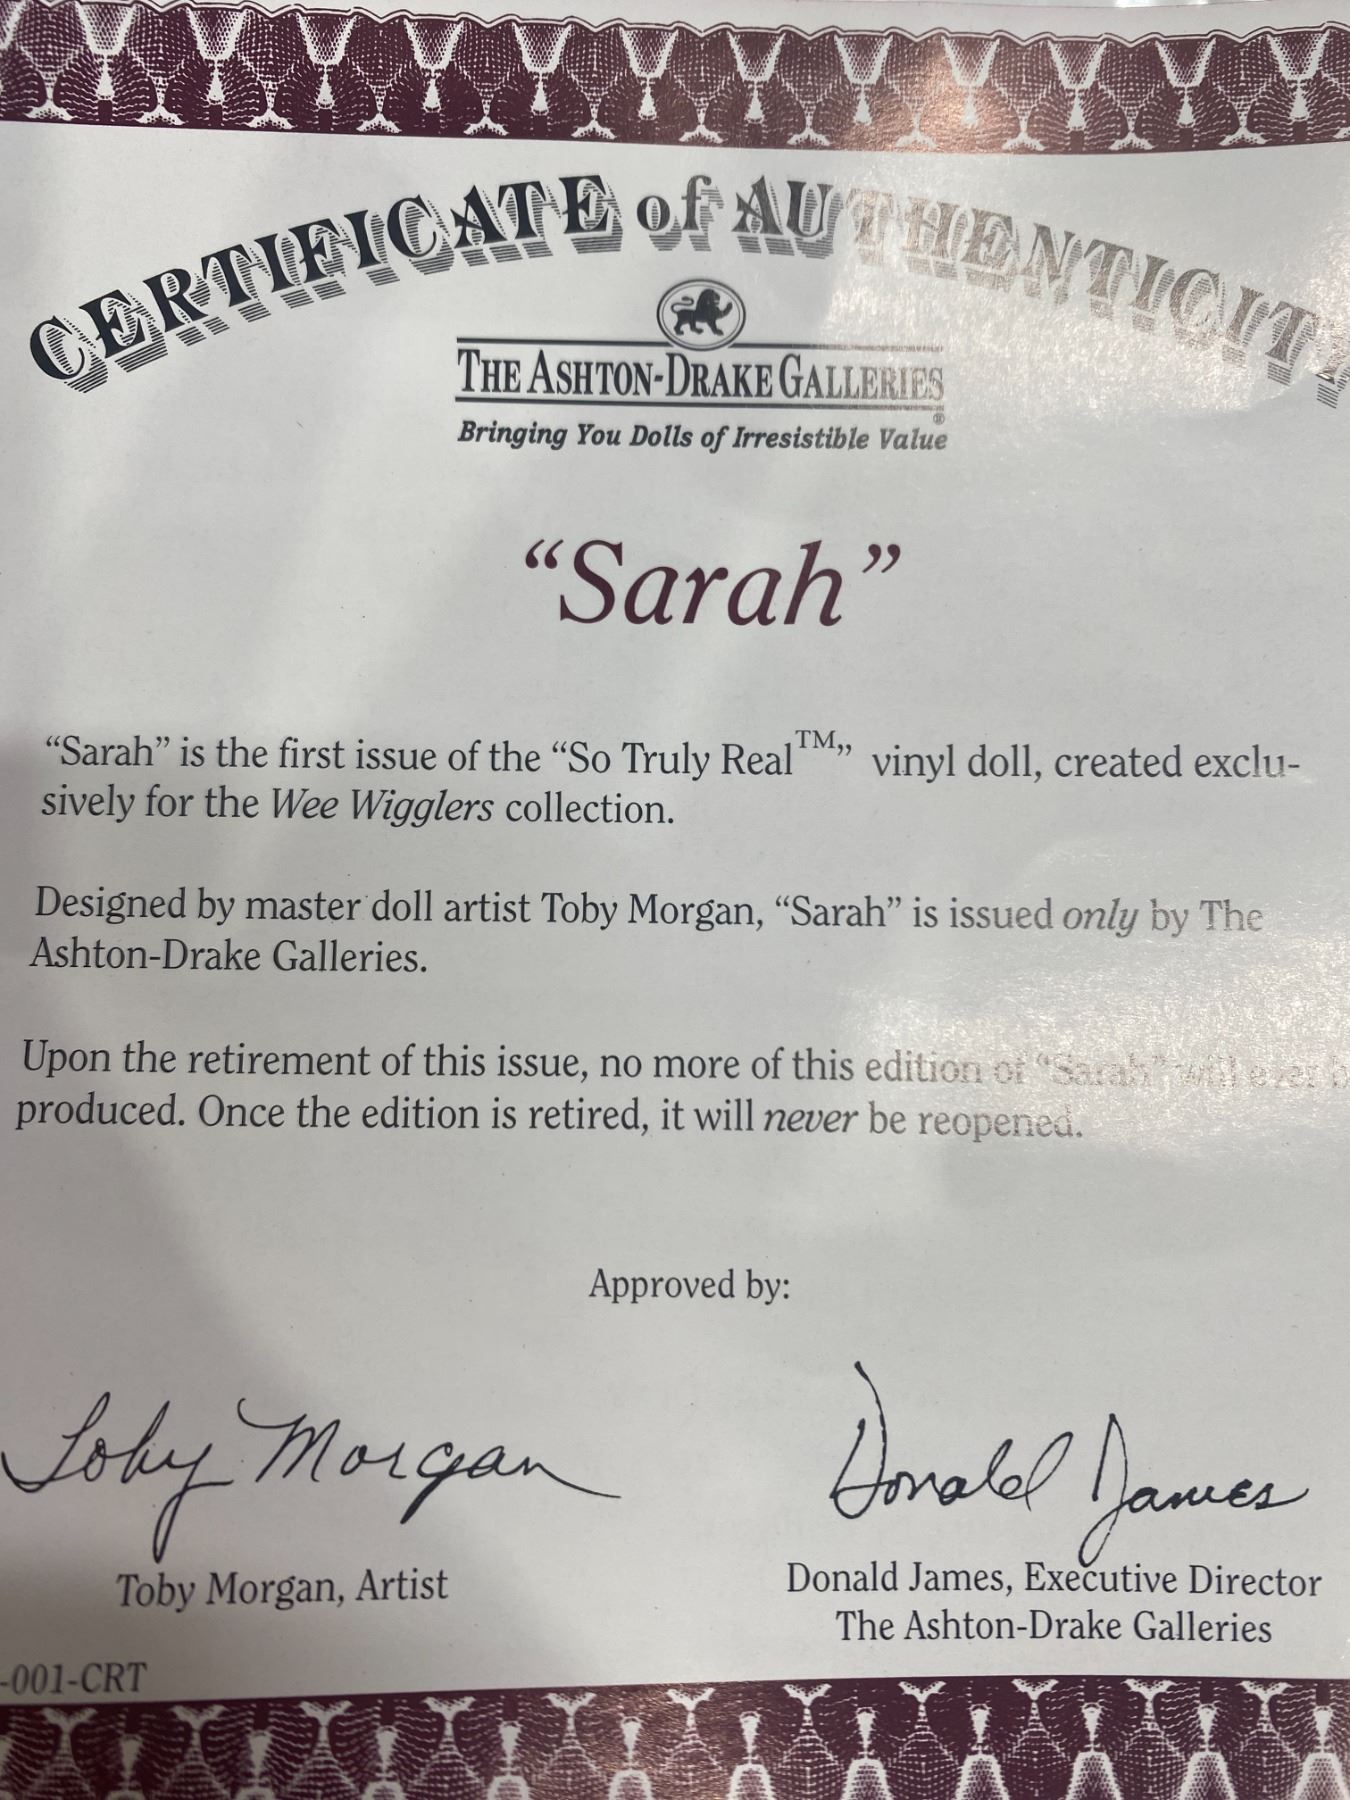 CERTIFICATE of AUTHENTICITY
THE ASHTON-DRAKE GALLERIES
®
Bringing You Dolls of Irresistible Value
“Sarah”
“Sarah” is the first issue of the “So Truly Real™” vinyl doll, created exclu-
sively for the Wee Wigglers collection.
Designed by master doll artist Toby Morgan, “Sarah” is issued only by The
Ashton-Drake Galleries.
Upon the retirement of this issue, no more of this edition of “Sarah” will ever b
produced. Once the edition is retired, it will never be reopened.
Approved by:
Toby Morgan Donald James
Toby Morgan, Artist
Donald James, Executive Director
The Ashton-Drake Galleries
-001-CRT